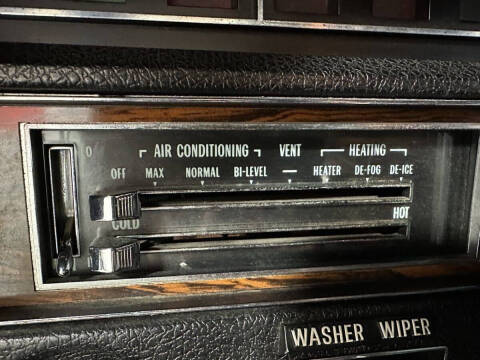 AIR CONDITIONING VENT HEATING
OFF MAX NORMAL BI-LEVEL HEATER DE-FOG DE-ICE
COLD HOT
WASHER WIPER